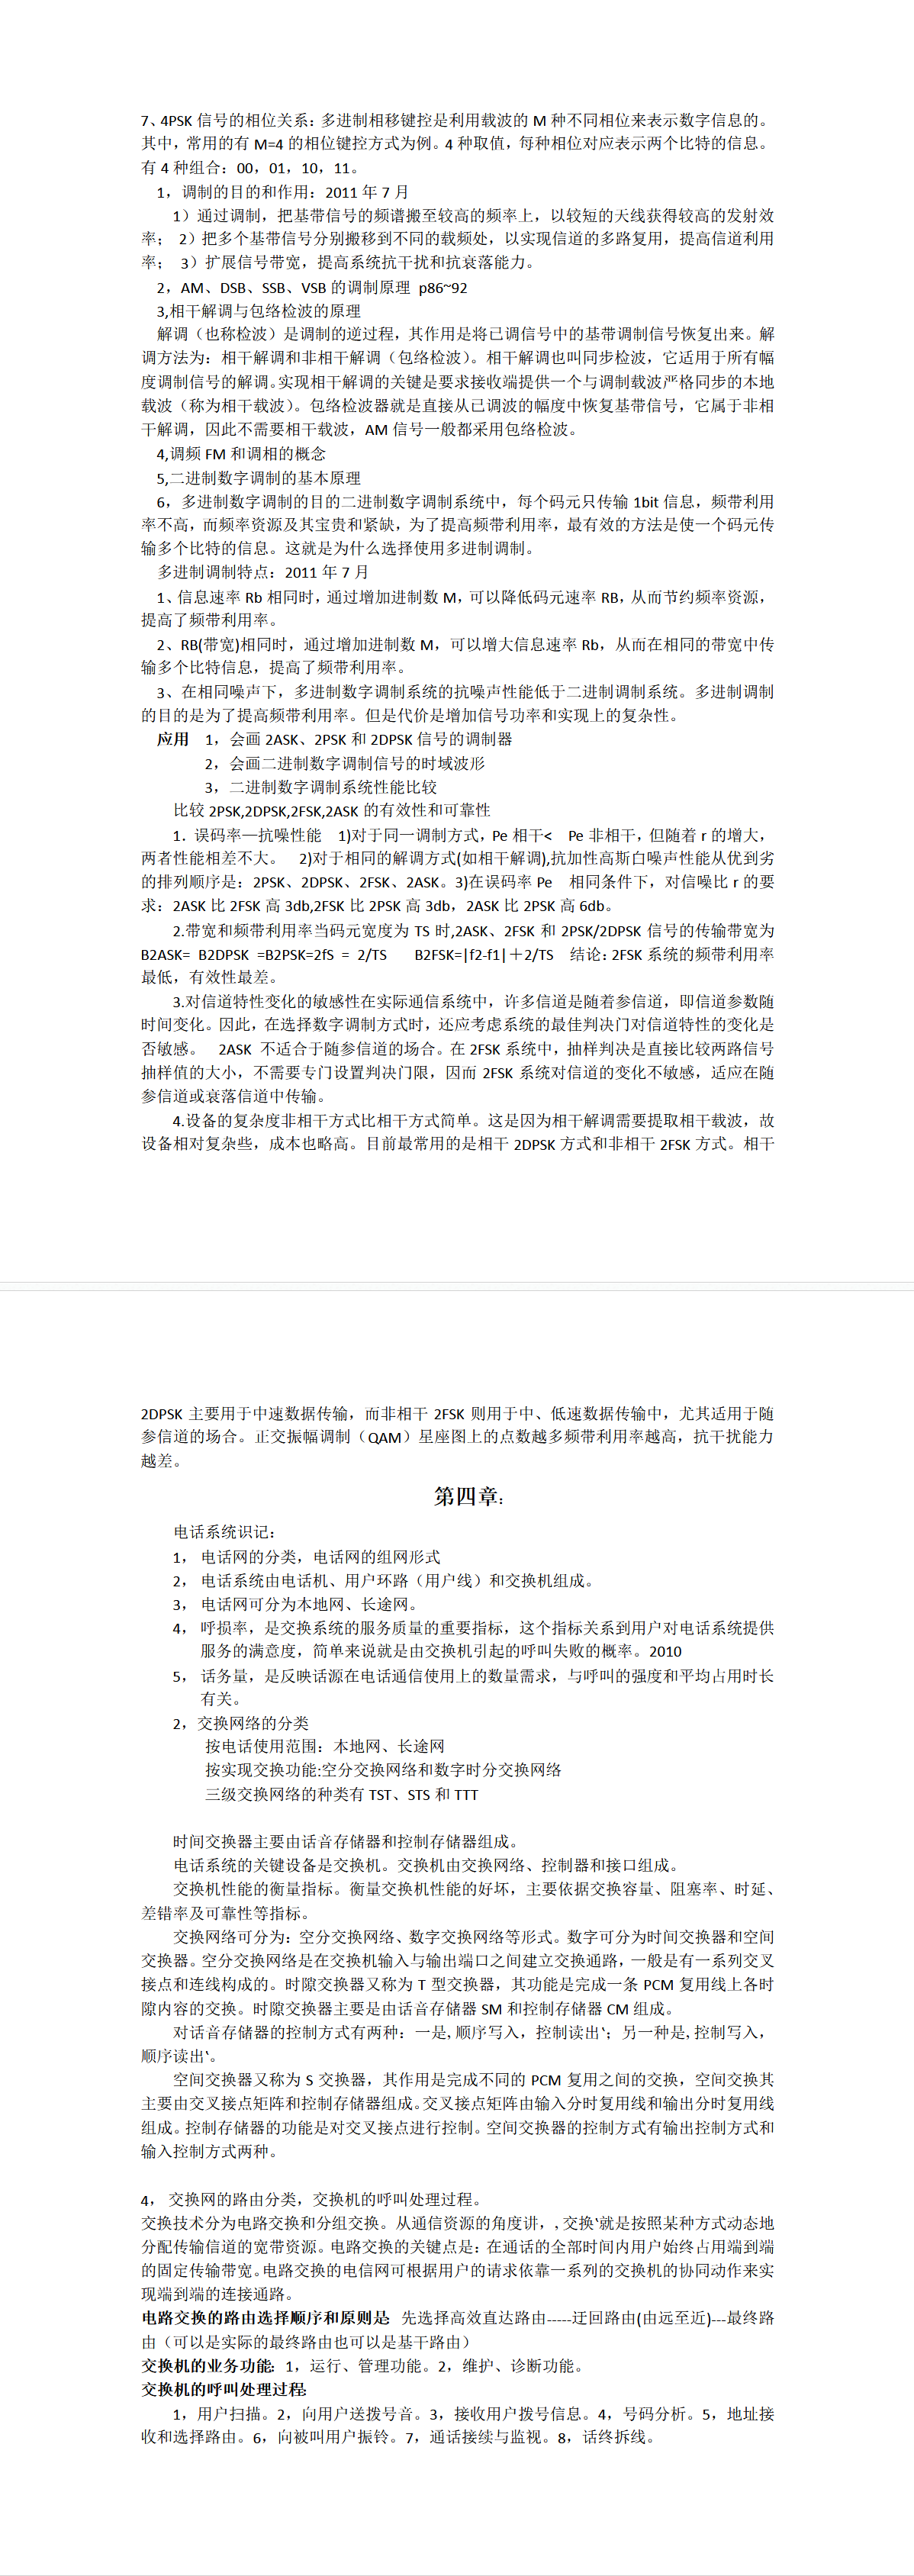 7、4PSK 信号的相位关系：多进制相移键控是利用载波的 M 种不同相位来表示数字信息的。
其中，常用的有 M=4 的相位键控方式为例。4 种取值，每种相位对应表示两个比特的信息。
有 4 种组合：00，01，10，11。
1，调制的目的和作用：2011 年 7 月
1）通过调制，把基带信号的频谱搬至较高的频率上，以较短的天线获得较高的发射效
率； 2）把多个基带信号分别搬移到不同的载频处，以实现信道的多路复用，提高信道利用
率； 3）扩展信号带宽，提高系统抗干扰和抗衰落能力。
2，AM、DSB、SSB、VSB 的调制原理 p86~92
3,相干解调与包络检波的原理
解调（也称检波）是调制的逆过程，其作用是将已调信号中的基带调制信号恢复出来。解
调方法为：相干解调和非相干解调（包络检波）。相干解调也叫同步检波，它适用于所有幅
度调制信号的解调。实现相干解调的关键是要求接收端提供一个与调制载波严格同步的本地
载波（称为相干载波）。包络检波器就是直接从已调波的幅度中恢复基带信号，它属于非相
干解调，因此不需要相干载波，AM 信号一般都采用包络检波。
4,调频 FM 和调相的概念
5,二进制数字调制的基本原理
6，多进制数字调制的目的二进制数字调制系统中，每个码元只传输 1bit 信息，频带利用
率不高，而频率资源及其宝贵和紧缺，为了提高频带利用率，最有效的方法是使一个码元传
输多个比特的信息。这就是为什么选择使用多进制调制。
多进制调制特点：2011 年 7 月
1、信息速率 Rb 相同时，通过增加进制数 M，可以降低码元速率 RB，从而节约频率资源，
提高了频带利用率。
2、RB(带宽)相同时，通过增加进制数 M，可以增大信息速率 Rb，从而在相同的带宽中传
输多个比特信息，提高了频带利用率。
3、在相同噪声下，多进制数字调制系统的抗噪声性能低于二进制调制系统。多进制调制
的目的是为了提高频带利用率。但是代价是增加信号功率和实现上的复杂性。
应用 1，会画 2ASK、2PSK 和 2DPSK 信号的调制器
2，会画二进制数字调制信号的时域波形
3，二进制数字调制系统性能比较
比较 2PSK,2DPSK,2FSK,2ASK 的有效性和可靠性
1．误码率—抗噪性能 1)对于同一调制方式，Pe 相干< Pe 非相干，但随着 r 的增大，
两者性能相差不大。 2)对于相同的解调方式(如相干解调),抗加性高斯白噪声性能从优到劣
的排列顺序是：2PSK、2DPSK、2FSK、2ASK。3)在误码率 Pe 相同条件下，对信噪比 r 的要
求：2ASK 比 2FSK 高 3db,2FSK 比 2PSK 高 3db，2ASK 比 2PSK 高 6db。
2.带宽和频带利用率当码元宽度为 TS 时,2ASK、2FSK 和 2PSK/2DPSK 信号的传输带宽为
B2ASK= B2DPSK =B2PSK=2fS = 2/TS B2FSK=|f2-f1|＋2/TS 结论：2FSK 系统的频带利用率
最低，有效性最差。
3.对信道特性变化的敏感性在实际通信系统中，许多信道是随着参信道，即信道参数随
时间变化。因此，在选择数字调制方式时，还应考虑系统的最佳判决门对信道特性的变化是
否敏感。 2ASK 不适合于随参信道的场合。在 2FSK 系统中，抽样判决是直接比较两路信号
抽样值的大小，不需要专门设置判决门限，因而 2FSK 系统对信道的变化不敏感，适应在随
参信道或衰落信道中传输。
4.设备的复杂度非相干方式比相干方式简单。这是因为相干解调需要提取相干载波，故
设备相对复杂些，成本也略高。目前最常用的是相干 2DPSK 方式和非相干 2FSK 方式。相干
2DPSK 主要用于中速数据传输，而非相干 2FSK 则用于中、低速数据传输中，尤其适用于随
参信道的场合。正交振幅调制（QAM）星座图上的点数越多频带利用率越高，抗干扰能力
越差。
第四章：
电话系统识记：
1， 电话网的分类，电话网的组网形式
2， 电话系统由电话机、用户环路（用户线）和交换机组成。
3， 电话网可分为本地网、长途网。
4， 呼损率，是交换系统的服务质量的重要指标，这个指标关系到用户对电话系统提供
服务的满意度，简单来说就是由交换机引起的呼叫失败的概率。2010
5， 话务量，是反映话源在电话通信使用上的数量需求，与呼叫的强度和平均占用时长
有关。
2，交换网络的分类
按电话使用范围：本地网、长途网
按实现交换功能:空分交换网络和数字时分交换网络
三级交换网络的种类有 TST、STS 和 TTT
时间交换器主要由话音存储器和控制存储器组成。
电话系统的关键设备是交换机。交换机由交换网络、控制器和接口组成。
交换机性能的衡量指标。衡量交换机性能的好坏，主要依据交换容量、阻塞率、时延、
差错率及可靠性等指标。
交换网络可分为：空分交换网络、数字交换网络等形式。数字可分为时间交换器和空间
交换器。空分交换网络是在交换机输入与输出端口之间建立交换通路，一般是有一系列交叉
接点和连线构成的。时隙交换器又称为 T 型交换器，其功能是完成一条 PCM 复用线上各时
隙内容的交换。时隙交换器主要是由话音存储器 SM 和控制存储器 CM 组成。
对话音存储器的控制方式有两种：一是‚顺序写入，控制读出‛；另一种是‚控制写入，
顺序读出‛。
空间交换器又称为 S 交换器，其作用是完成不同的 PCM 复用之间的交换，空间交换其
主要由交叉接点矩阵和控制存储器组成。交叉接点矩阵由输入分时复用线和输出分时复用线
组成。控制存储器的功能是对交叉接点进行控制。空间交换器的控制方式有输出控制方式和
输入控制方式两种。
4， 交换网的路由分类，交换机的呼叫处理过程。
交换技术分为电路交换和分组交换。从通信资源的角度讲，‚交换‛就是按照某种方式动态地
分配传输信道的宽带资源。电路交换的关键点是：在通话的全部时间内用户始终占用端到端
的固定传输带宽。电路交换的电信网可根据用户的请求依靠一系列的交换机的协同动作来实
现端到端的连接通路。
电路交换的路由选择顺序和原则是 先选择高效直达路由-----迂回路由(由远至近)---最终路
由（可以是实际的最终路由也可以是基干路由）
交换机的业务功能：1，运行、管理功能。2，维护、诊断功能。
交换机的呼叫处理过程
1，用户扫描。2，向用户送拨号音。3，接收用户拨号信息。4，号码分析。5，地址接
收和选择路由。6，向被叫用户振铃。7，通话接续与监视。8，话终拆线。